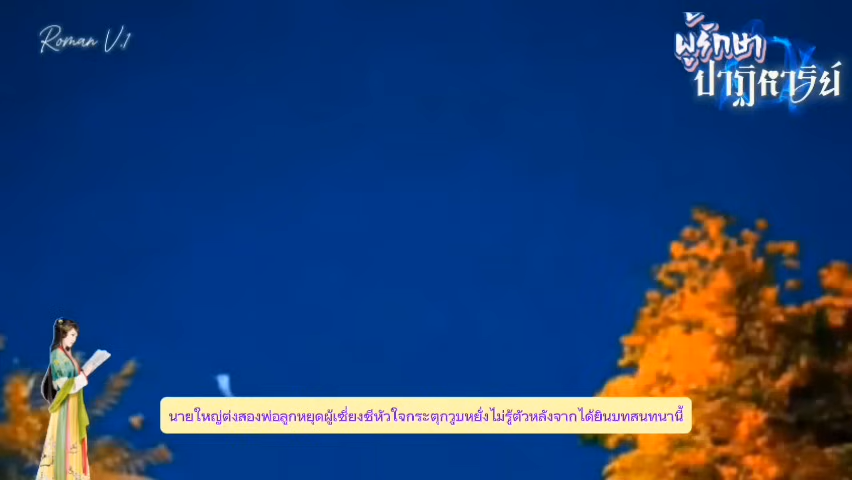 Roman V.1
ผู้รักษา
ปาฏิหาริย์
นายใหญ่ต่งสองพ่อลูกหยุดผู้เซี่ยงซีหัวใจกระตุกวูบหยั่งไม่รู้ตัวหลังจากได้ยินบทสนทนานี้